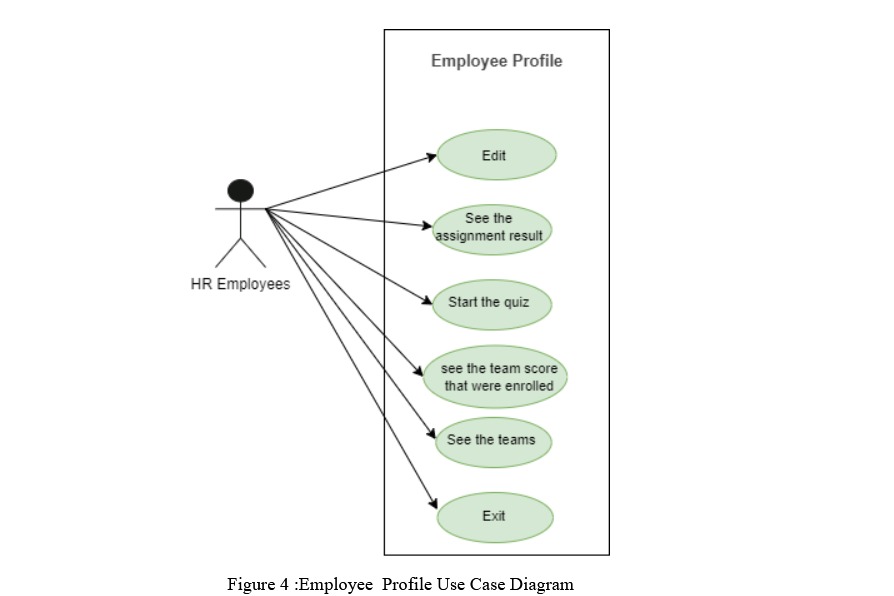 Employee Profile
Edit
See the
assignment result
HR Employees
Start the quiz
see the team score
that were enrolled
See the teams
Exit
Figure 4 :Employee  Profile Use Case Diagram